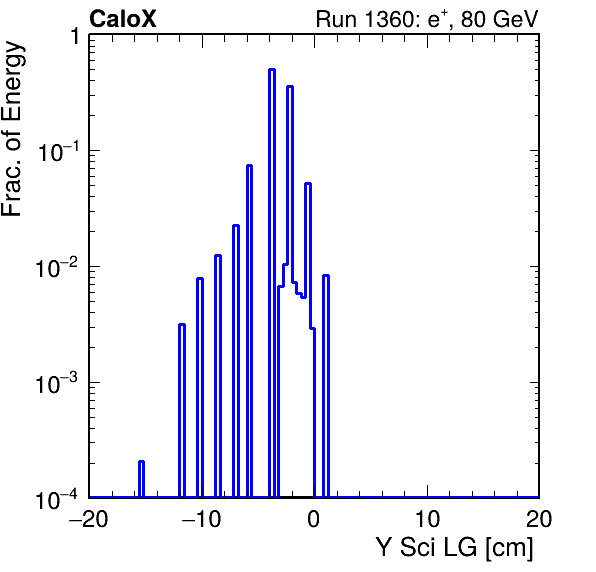 CaloX Run 1360: e⁺, 80 GeV
Frac. of Energy
1
10⁻¹
10⁻²
10⁻³
10⁻⁴
−20 −10 0 10 20
Y Sci LG [cm]